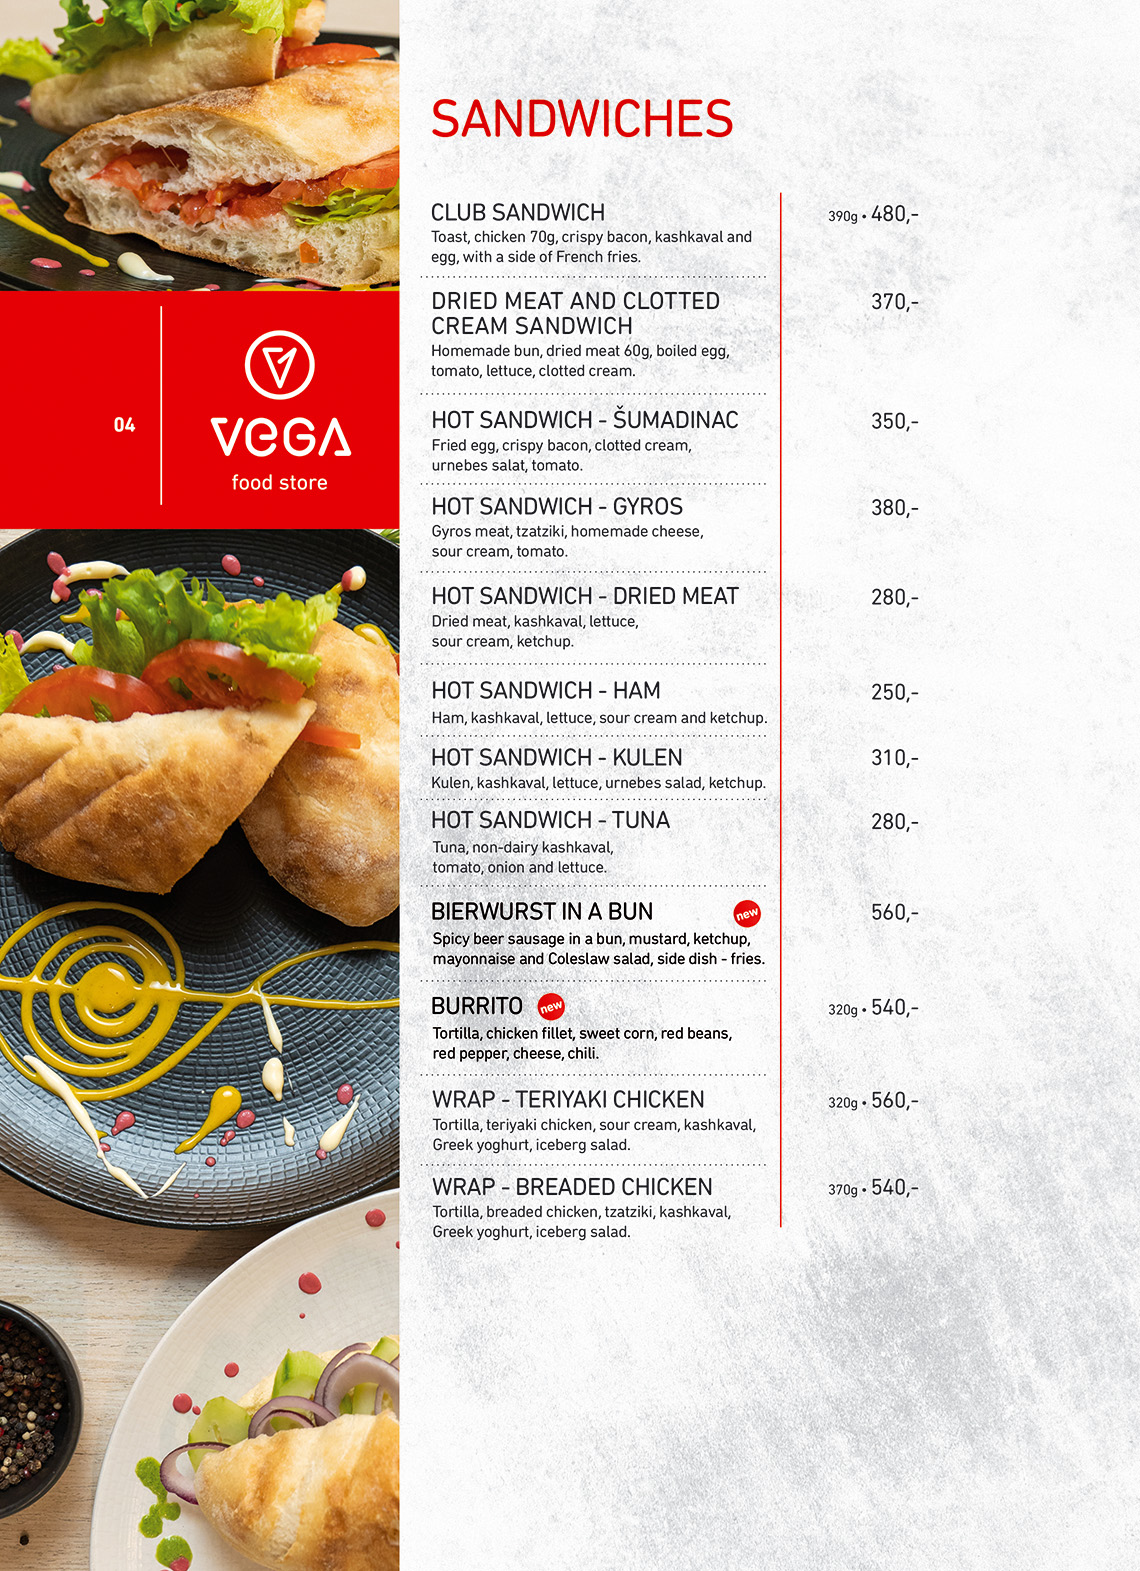 SANDWICHES
CLUB SANDWICH 390g • 480,-
Toast, chicken 70g, crispy bacon, kashkaval and
egg, with a side of French fries.
DRIED MEAT AND CLOTTED 370,-
CREAM SANDWICH
Homemade bun, dried meat 60g, boiled egg,
tomato, lettuce, clotted cream.
04
VEGA
food store
HOT SANDWICH - ŠUMADINAC 350,-
Fried egg, crispy bacon, clotted cream,
urnebes salat, tomato.
HOT SANDWICH - GYROS 380,-
Gyros meat, tzatziki, homemade cheese,
sour cream, tomato.
HOT SANDWICH - DRIED MEAT 280,-
Dried meat, kashkaval, lettuce,
sour cream, ketchup.
HOT SANDWICH - HAM 250,-
Ham, kashkaval, lettuce, sour cream and ketchup.
HOT SANDWICH - KULEN 310,-
Kulen, kashkaval, lettuce, urnebes salad, ketchup.
HOT SANDWICH - TUNA 280,-
Tuna, non-dairy kashkaval,
tomato, onion and lettuce.
BIERWURST IN A BUN new 560,-
Spicy beer sausage in a bun, mustard, ketchup,
mayonnaise and Coleslaw salad, side dish - fries.
BURRITO new 320g • 540,-
Tortilla, chicken fillet, sweet corn, red beans,
red pepper, cheese, chili.
WRAP - TERIYAKI CHICKEN 320g • 560,-
Tortilla, teriyaki chicken, sour cream, kashkaval,
Greek yoghurt, iceberg salad.
WRAP - BREADED CHICKEN 370g • 540,-
Tortilla, breaded chicken, tzatziki, kashkaval,
Greek yoghurt, iceberg salad.